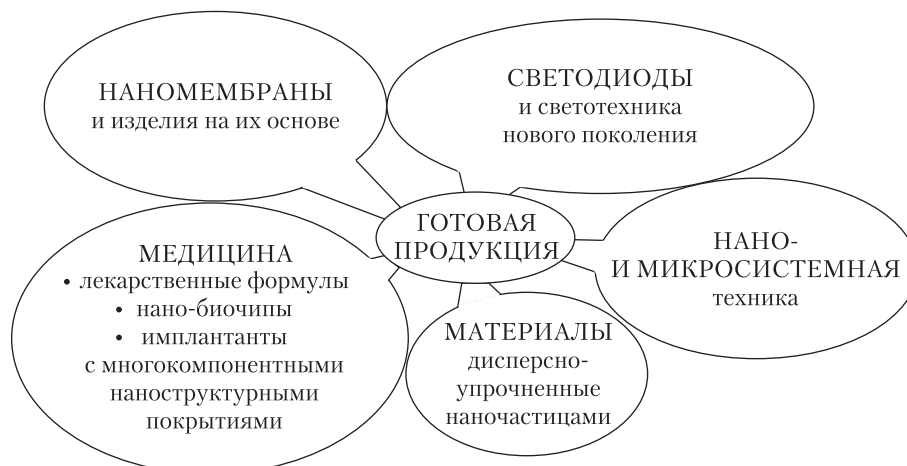 НАНОМЕМБРАНЫ
и изделия на их основе
СВЕТОДИОДЫ
и светотехника
нового поколения
ГОТОВАЯ
ПРОДУКЦИЯ
НАНО-
И МИКРОСИСТЕМНАЯ
техника
МЕДИЦИНА
• лекарственные формулы
• нано-биочипы
• имплантанты
с многокомпонентными
наноструктурными
покрытиями
МАТЕРИАЛЫ
дисперсно-
упрочненные
наночастицами